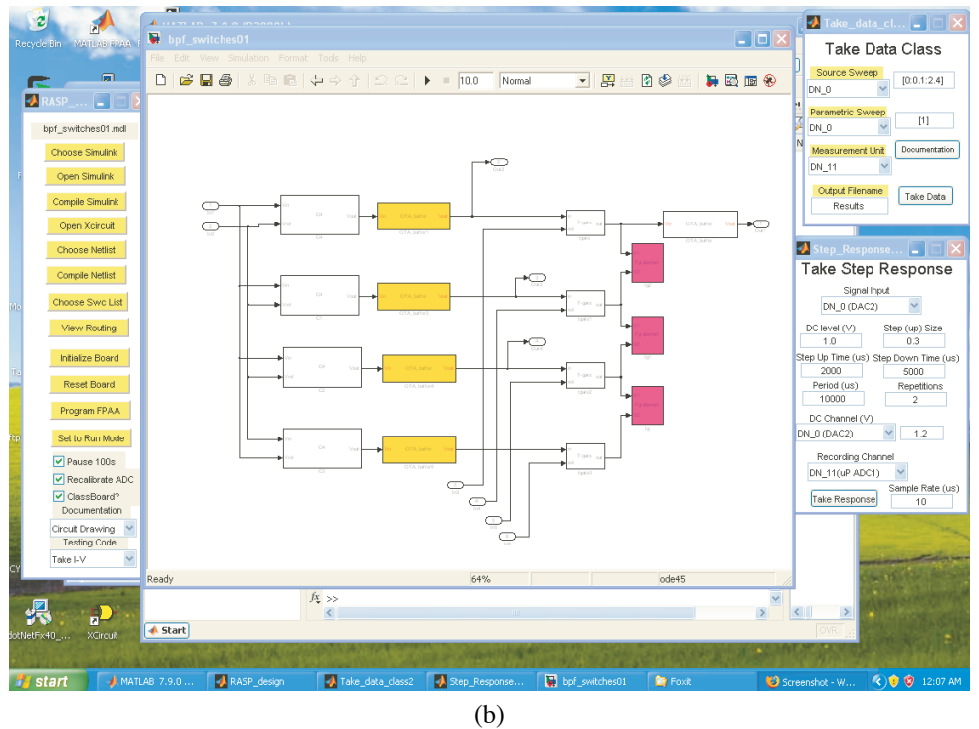 Recycle Bin
MATLAB FPAA
bpf_switches01
File Edit View Simulation Format Tools Help
10.0
Normal
RASP_...
bpf_switches01.mdl
Choose Simulink
Open Simulink
Compile Simulink
Open Xcircuit
Choose Netlist
Compile Netlist
Choose Swc List
View Routing
Initialize Board
Reset Board
Program FPAA
Set to Run Mode
Pause 100s
Recalibrate ADC
ClassBoard?
Documentation
Circuit Drawing
Testing Code
Take I-V
Ready
64%
ode45
fx >>
Start
OVR
Take_data_cl...
Take Data Class
Source Sweep
DN_0
[0:0.1:2.4]
Parametric Sweep
DN_0
[1]
Measurement Unit
DN_11
Documentation
Output Filename
Results
Take Data
Step_Response...
Take Step Response
Signal Input
DN_0 (DAC2)
DC level (V) Step (up) Size
1.0 0.3
Step Up Time (us) Step Down Time (us)
2000 5000
Period (us) Repetitions
10000 2
DC Channel (V)
DN_0 (DAC2) 1.2
Recording Channel
DN_11(uP ADC1)
Take Response
Sample Rate (us)
10
dotNetFx40_...
XCircuit
start
MATLAB 7.9.0 ...
RASP_design
Take_data_class2
Step_Response...
bpf_switches01
Foxit
Screenshot - W...
12:07 AM
(b)